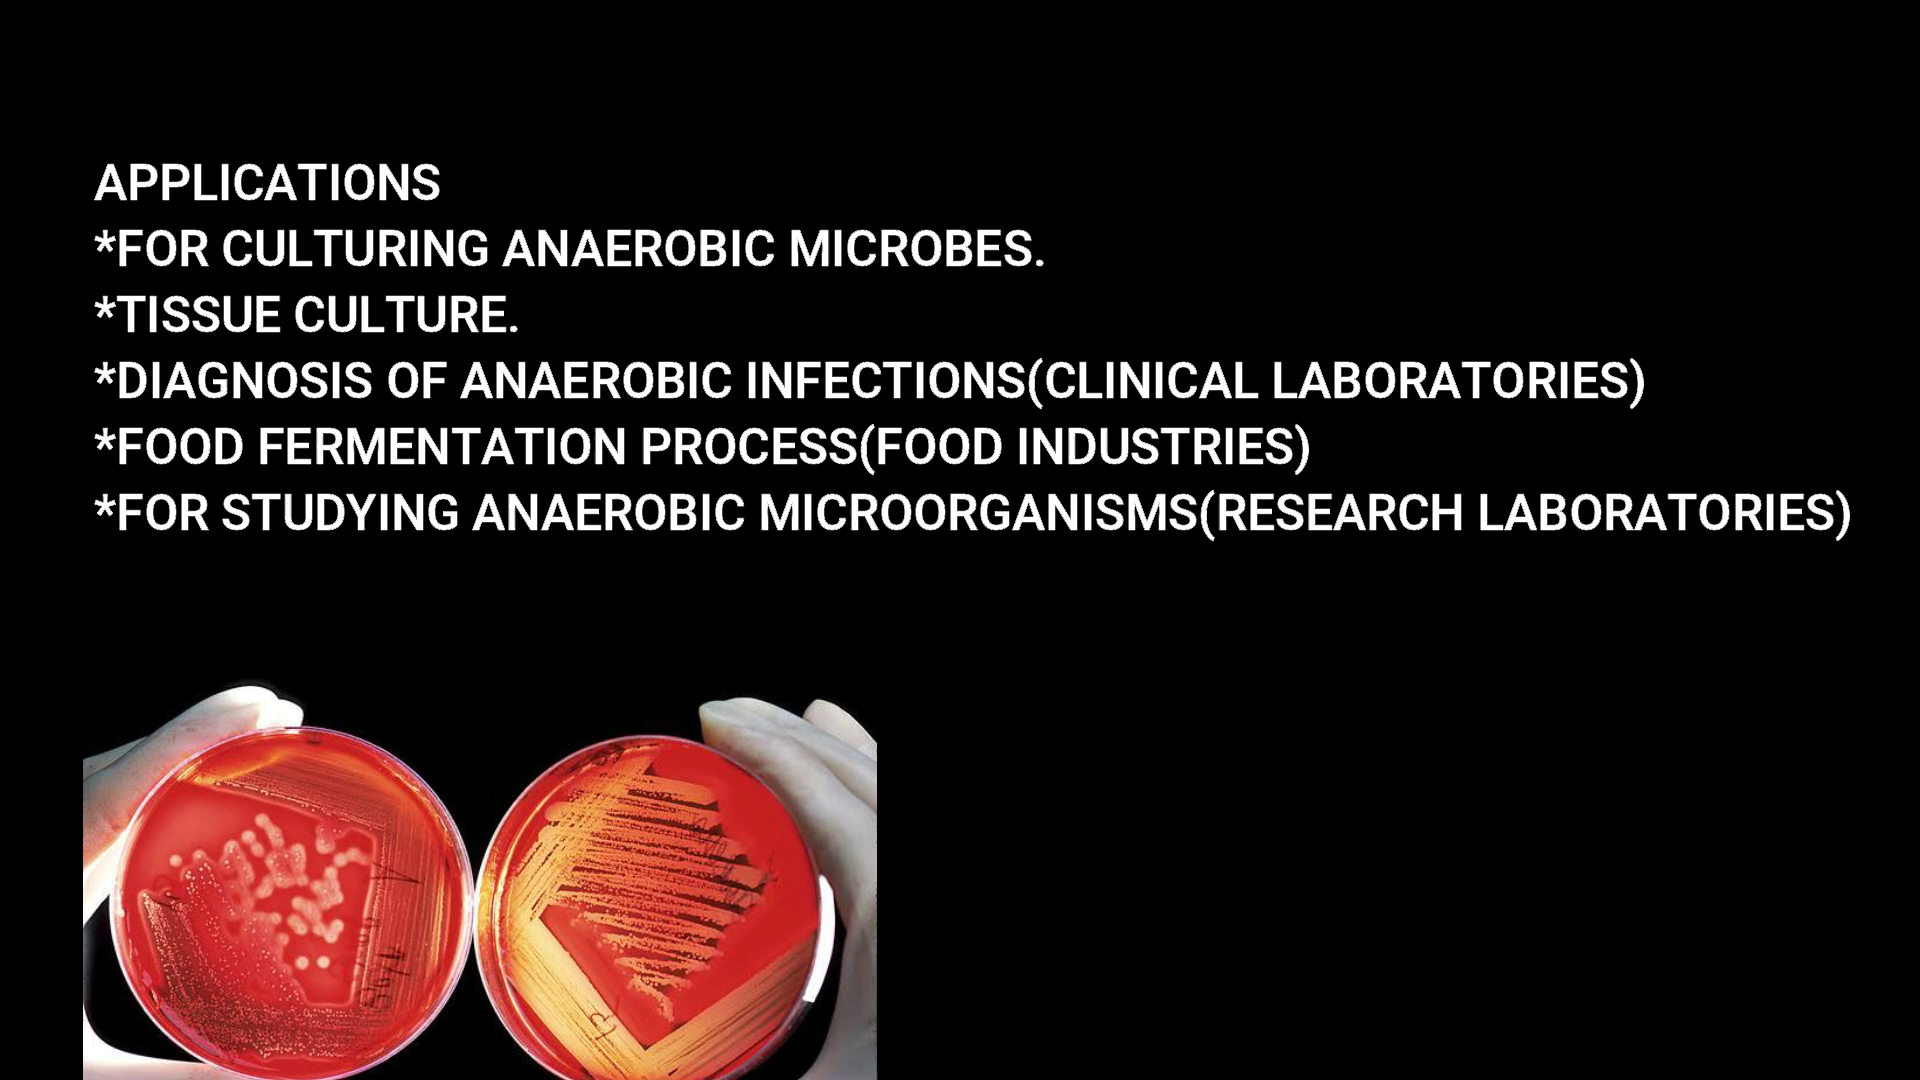 APPLICATIONS
*FOR CULTURING ANAEROBIC MICROBES.
*TISSUE CULTURE.
*DIAGNOSIS OF ANAEROBIC INFECTIONS(CLINICAL LABORATORIES)
*FOOD FERMENTATION PROCESS(FOOD INDUSTRIES)
*FOR STUDYING ANAEROBIC MICROORGANISMS(RESEARCH LABORATORIES)